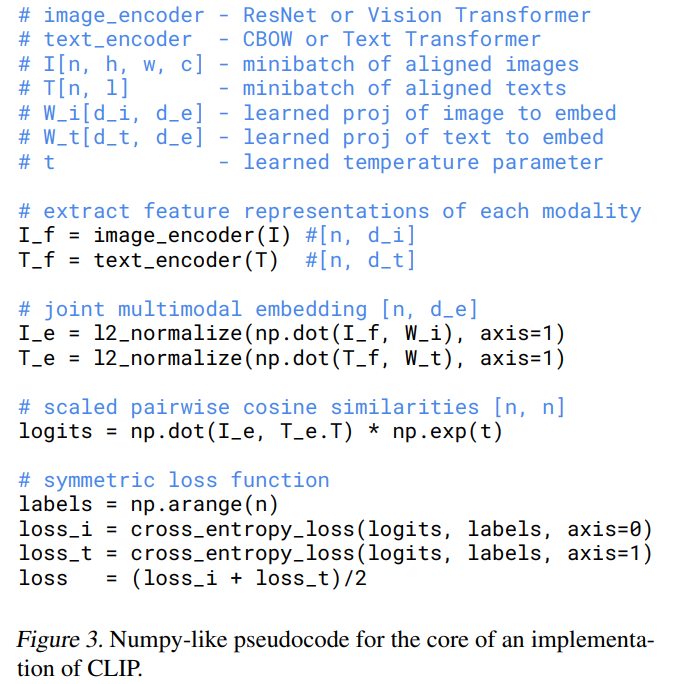 # image_encoder - ResNet or Vision Transformer
# text_encoder  - CBOW or Text Transformer
# I[n, h, w, c] - minibatch of aligned images
# T[n, l]       - minibatch of aligned texts
# W_i[d_i, d_e] - learned proj of image to embed
# W_t[d_t, d_e] - learned proj of text to embed
# t             - learned temperature parameter

# extract feature representations of each modality
I_f = image_encoder(I) #[n, d_i]
T_f = text_encoder(T)  #[n, d_t]

# joint multimodal embedding [n, d_e]
I_e = l2_normalize(np.dot(I_f, W_i), axis=1)
T_e = l2_normalize(np.dot(T_f, W_t), axis=1)

# scaled pairwise cosine similarities [n, n]
logits = np.dot(I_e, T_e.T) * np.exp(t)

# symmetric loss function
labels = np.arange(n)
loss_i = cross_entropy_loss(logits, labels, axis=0)
loss_t = cross_entropy_loss(logits, labels, axis=1)
loss   = (loss_i + loss_t)/2

Figure 3. Numpy-like pseudocode for the core of an implementa-
tion of CLIP.